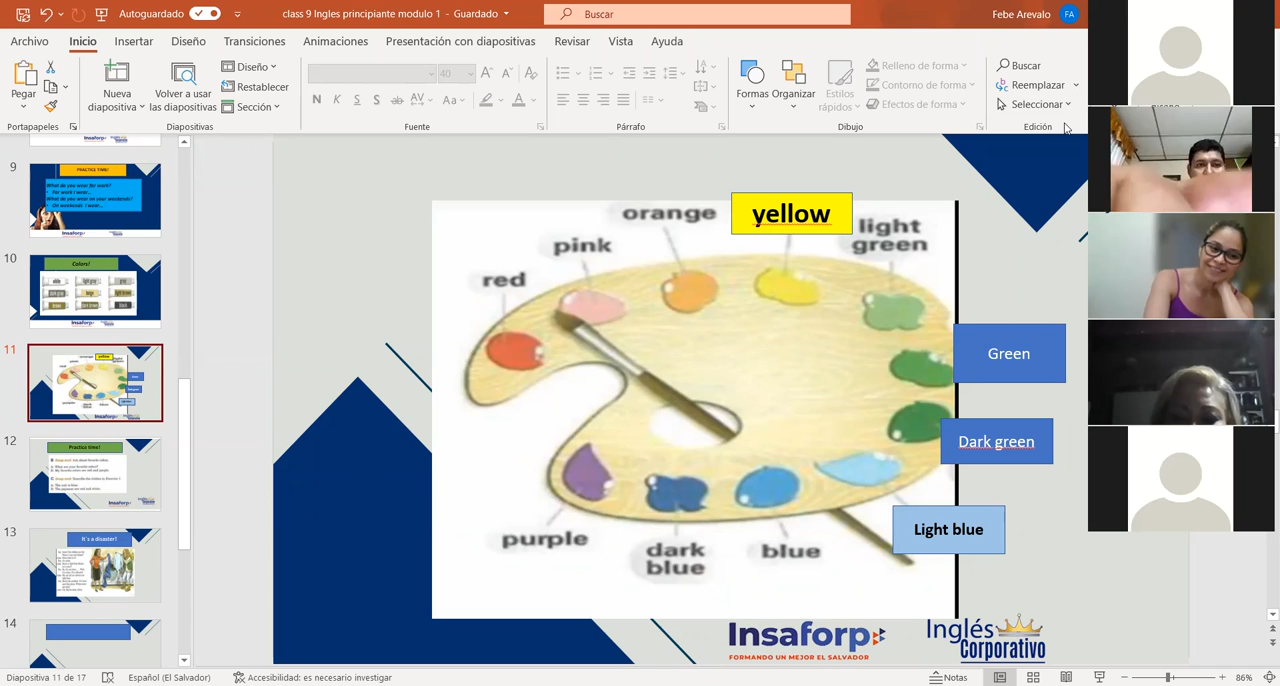 Autoguardado
class 9 Ingles principiante modulo 1 - Guardado
Buscar
Febe Arevalo
FA
Archivo
Inicio
Insertar
Diseño
Transiciones
Animaciones
Presentación con diapositivas
Revisar
Vista
Ayuda
Pegar
Nueva
diapositiva
Volver a usar
las diapositivas
Diseño
Restablecer
Sección
40
N K S S ab AV Aa A
Formas
Organizar
Estilos
rápidos
Relleno de forma
Contorno de forma
Efectos de forma
Buscar
Reemplazar
Seleccionar
Portapapeles
Diapositivas
Fuente
Párrafo
Dibujo
Edición
9
PRACTICE TIME!
What do you wear for work?
For work I wear...
What do you wear on your weekends?
On weekends I wear...
10
Colors!
11
12
Practice time!
13
It´s a disaster!
14
orange
yellow
light
green
pink
red
Green
Dark green
Light blue
purple
dark
blue
blue
Insaforp
FORMANDO UN MEJOR EL SALVADOR
Inglés
Corporativo
Diapositiva 11 de 17
Español (El Salvador)
Accesibilidad: es necesario investigar
Notas
86%